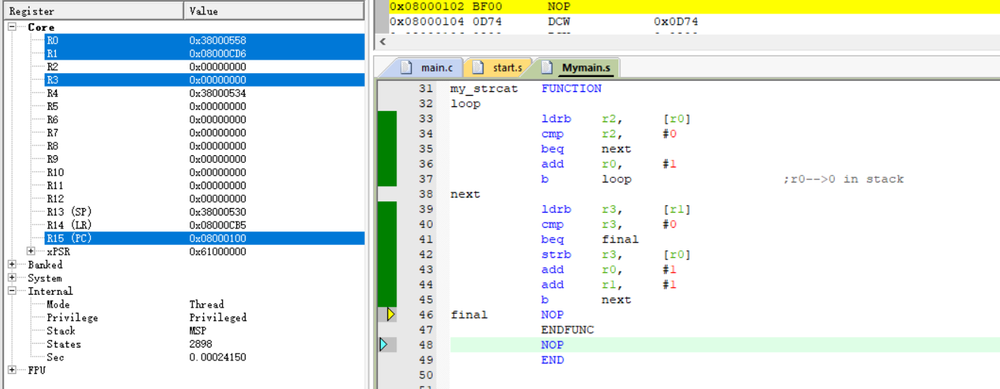 Register Value
Core
R0 0x38000558
R1 0x08000CD6
R2 0x00000000
R3 0x00000000
R4 0x38000534
R5 0x00000000
R6 0x00000000
R7 0x00000000
R8 0x00000000
R9 0x00000000
R10 0x00000000
R11 0x00000000
R12 0x00000000
R13 (SP) 0x38000530
R14 (LR) 0x08000CB5
R15 (PC) 0x08000100
xPSR 0x61000000
Banked
System
Internal
Mode Thread
Privilege Privileged
Stack MSP
States 2898
Sec 0.00024150
FPU
0x08000102 BF00 NOP
0x08000104 0D74 DCW 0x0D74
main.c start.s Mymain.s
31 my_strcat FUNCTION
32 loop
33 ldrb r2, [r0]
34 cmp r2, #0
35 beq next
36 add r0, #1
37 b loop ;r0-->0 in stack
38 next
39 ldrb r3, [r1]
40 cmp r3, #0
41 beq final
42 strb r3, [r0]
43 add r0, #1
44 add r1, #1
45 b next
46 final NOP
47 ENDFUNC
48 NOP
49 END
50